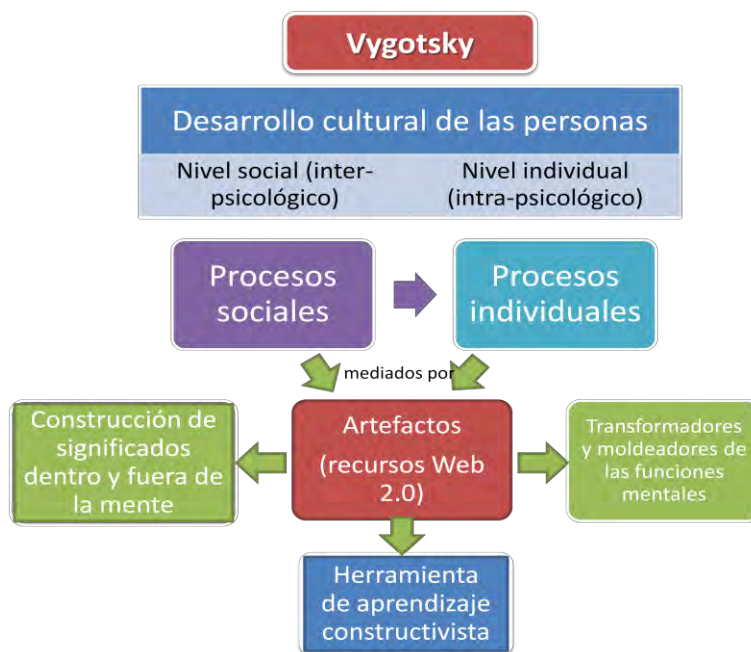 Vygotsky
Desarrollo cultural de las personas
Nivel social (inter-
psicológico)
Nivel individual
(intra-psicológico)
Procesos
sociales
Procesos
individuales
mediados por
Construcción de
significados
dentro y fuera de
la mente
Artefactos
(recursos Web
2.0)
Transformadores
y moldeadores de
las funciones
mentales
Herramienta
de aprendizaje
constructivista